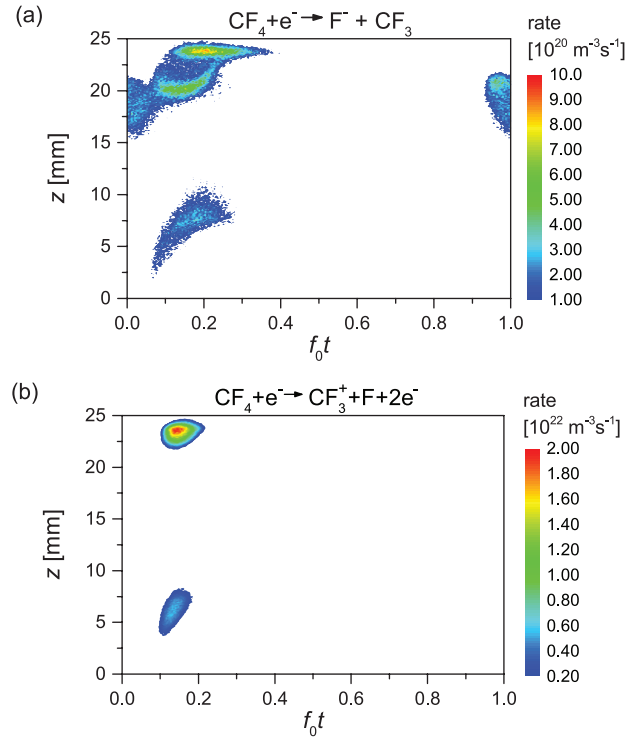 (a)
CF₄+e⁻→ F⁻ + CF₃
rate
[10²⁰ m⁻³s⁻¹]
25
20
15
10
5
0
z [mm]
0.0 0.2 0.4 0.6 0.8 1.0
f₀t
10.0
9.00
8.00
7.00
6.00
5.00
4.00
3.00
2.00
1.00
(b)
CF₄+e⁻→ CF₃⁺+F+2e⁻
rate
[10²² m⁻³s⁻¹]
25
20
15
10
5
0
z [mm]
0.0 0.2 0.4 0.6 0.8 1.0
f₀t
2.00
1.80
1.60
1.40
1.20
1.00
0.80
0.60
0.40
0.20